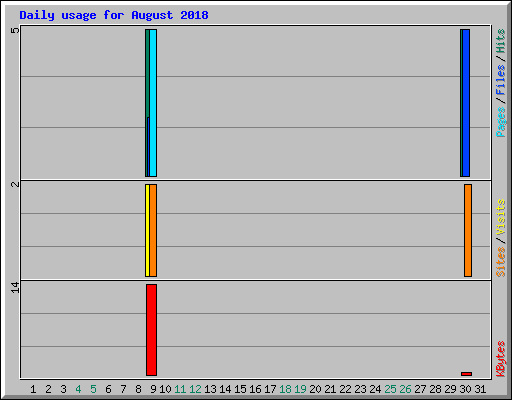 Daily usage for August 2018
5
2
14
Pages / Files / Hits
Sites / Visits
KBytes
1 2 3 4 5 6 7 8 9 10 11 12 13 14 15 16 17 18 19 20 21 22 23 24 25 26 27 28 29 30 31